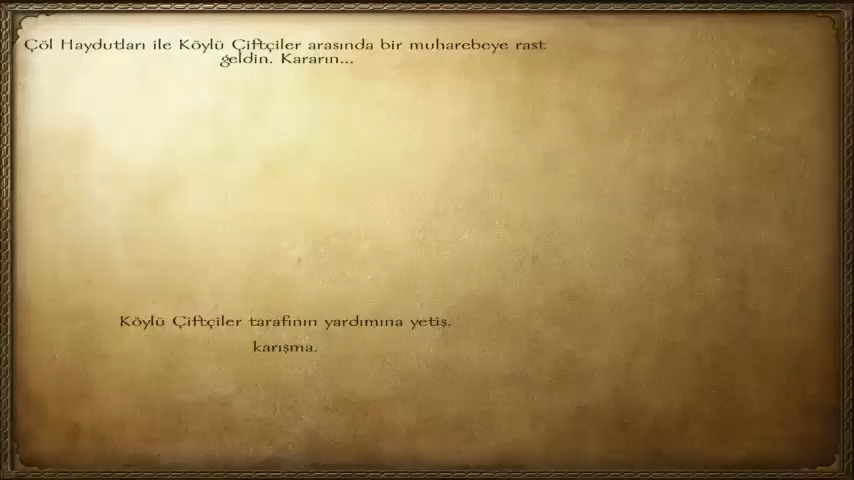 Çöl Haydutları ile Köylü Çiftçiler arasında bir muharebeye rast
geldin. Kararın...
Köylü Çiftçiler tarafının yardımına yetiş.
karışma.